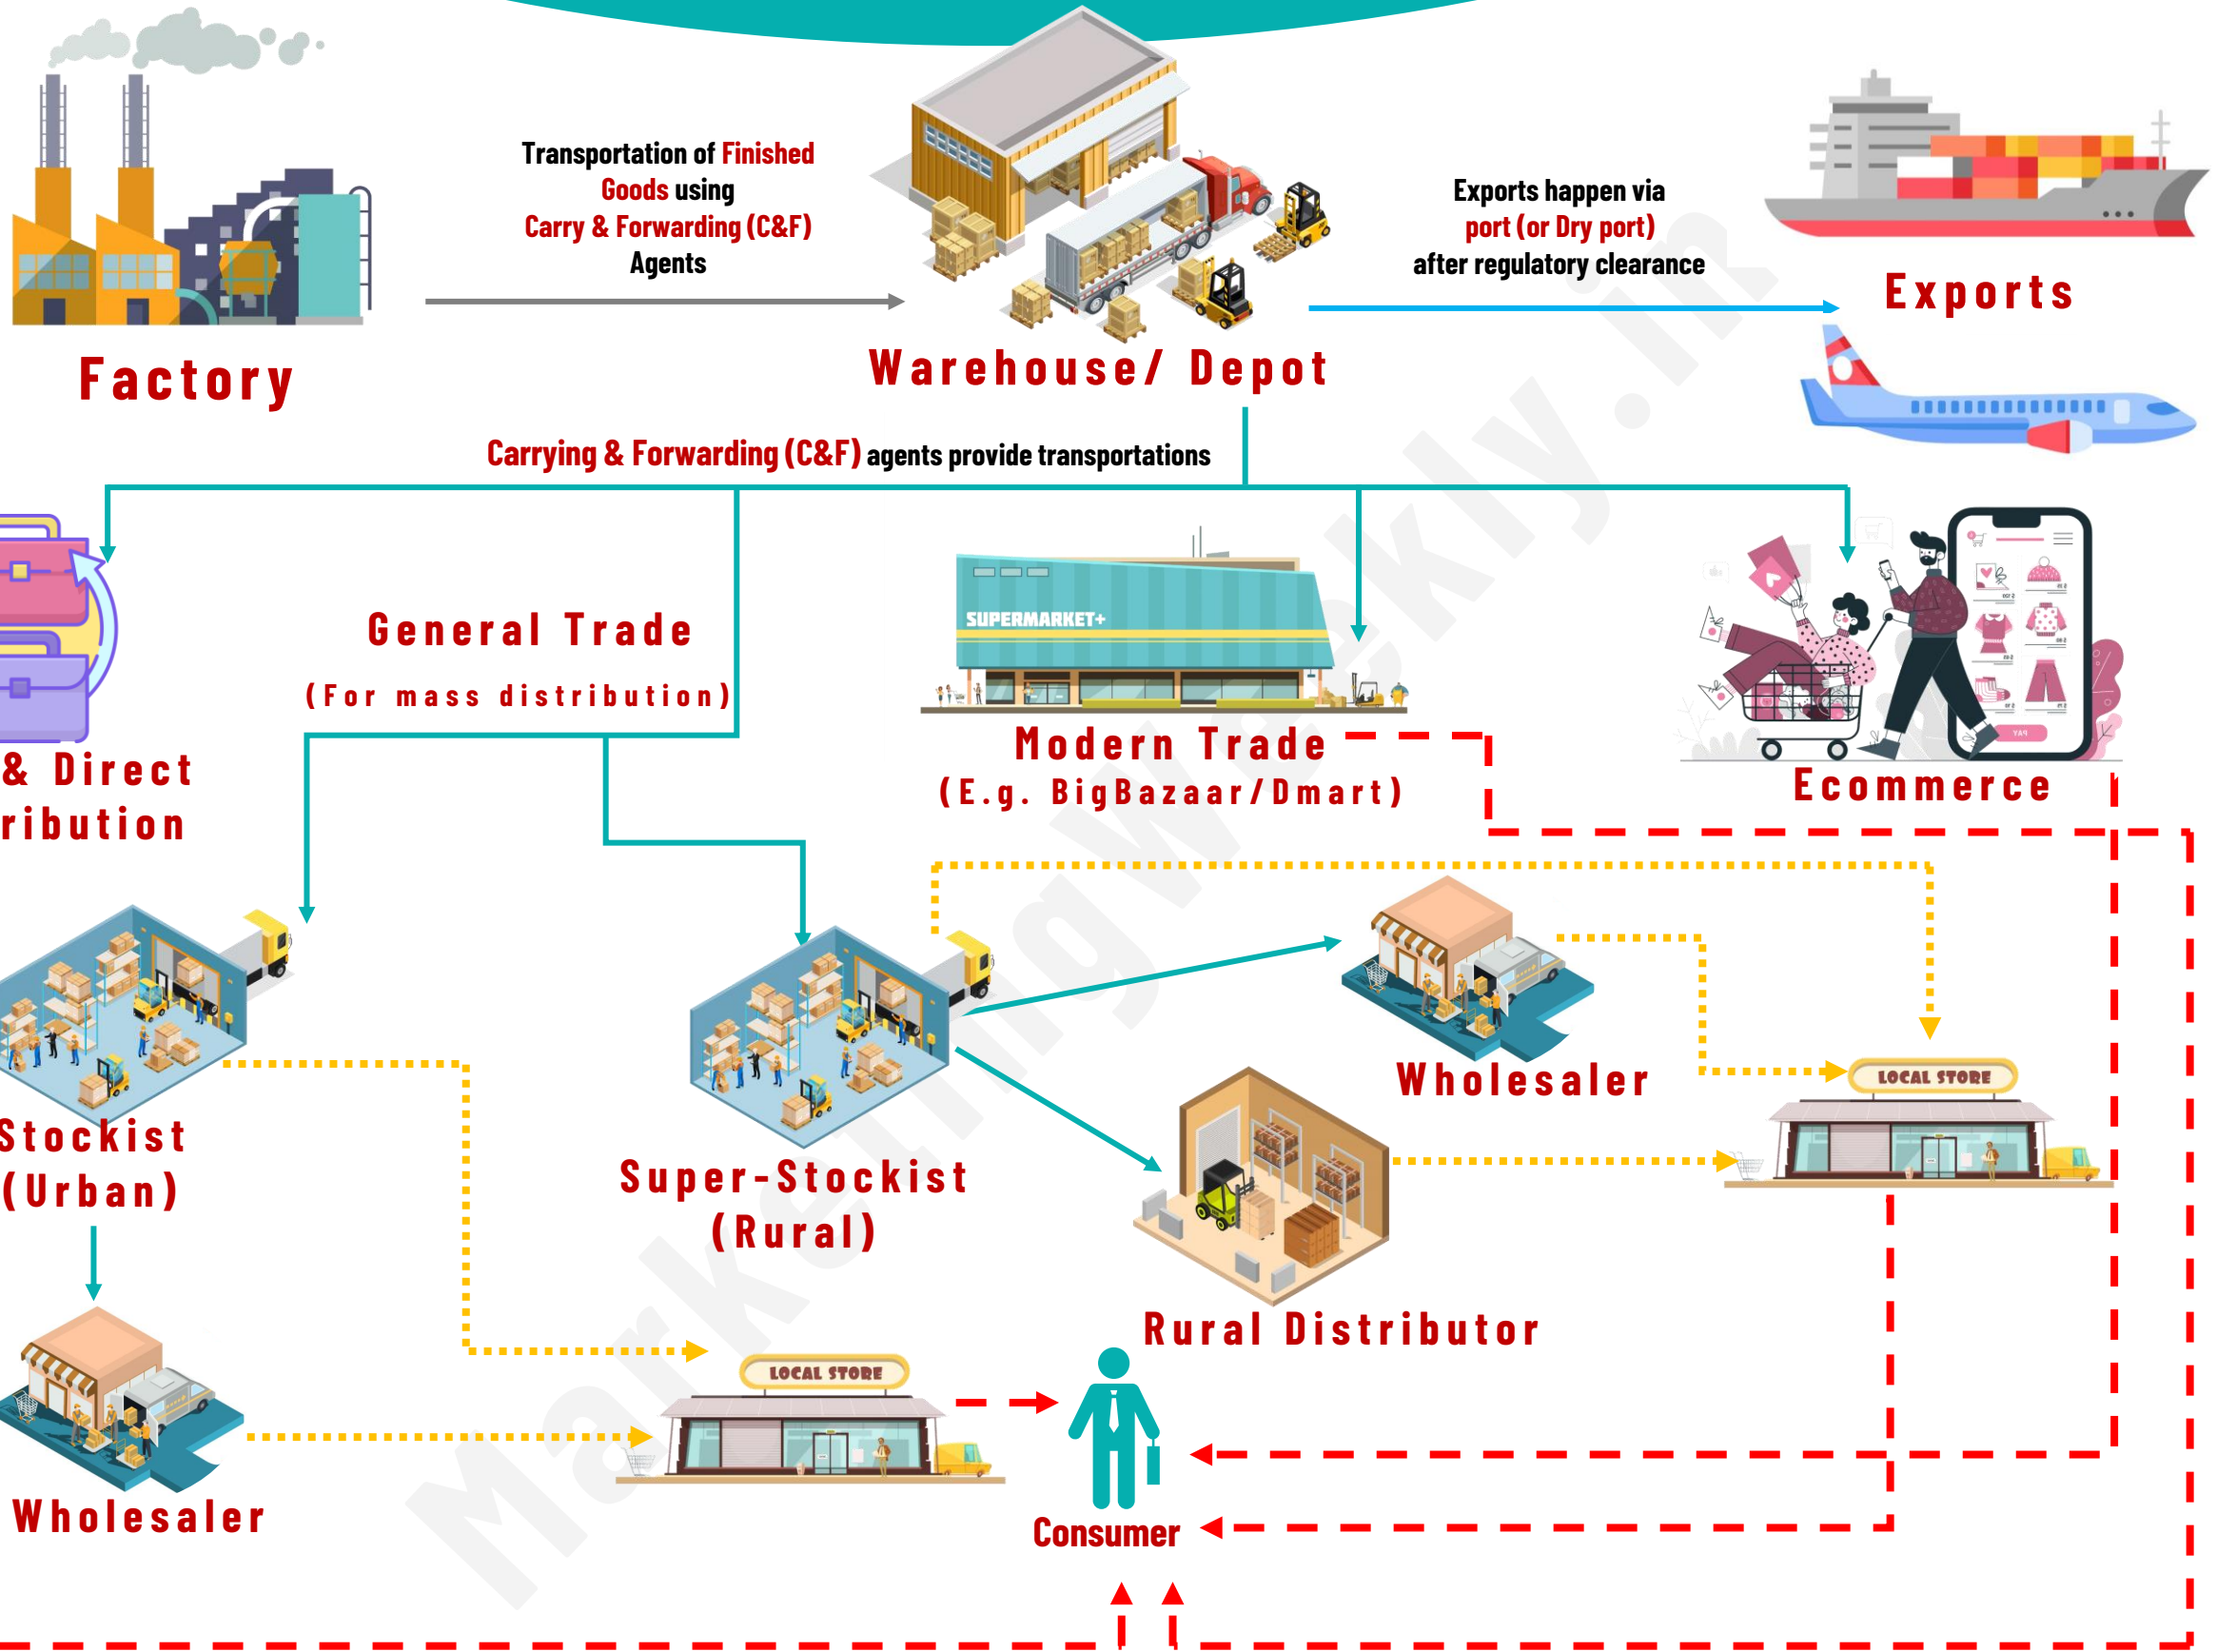 Transportation of Finished
Goods using
Carry & Forwarding (C&F)
Agents
Exports happen via
port (or Dry port)
after regulatory clearance
Exports
Factory
Warehouse/ Depot
Carrying & Forwarding (C&F) agents provide transportations
General Trade
(For mass distribution)
SUPERMARKET+
Modern Trade
(E.g. BigBazaar/Dmart)
Ecommerce
& Direct
ribution
Stockist
(Urban)
Super-Stockist
(Rural)
Wholesaler
LOCAL STORE
Rural Distributor
LOCAL STORE
Wholesaler
Consumer
MarketingWeekly.in